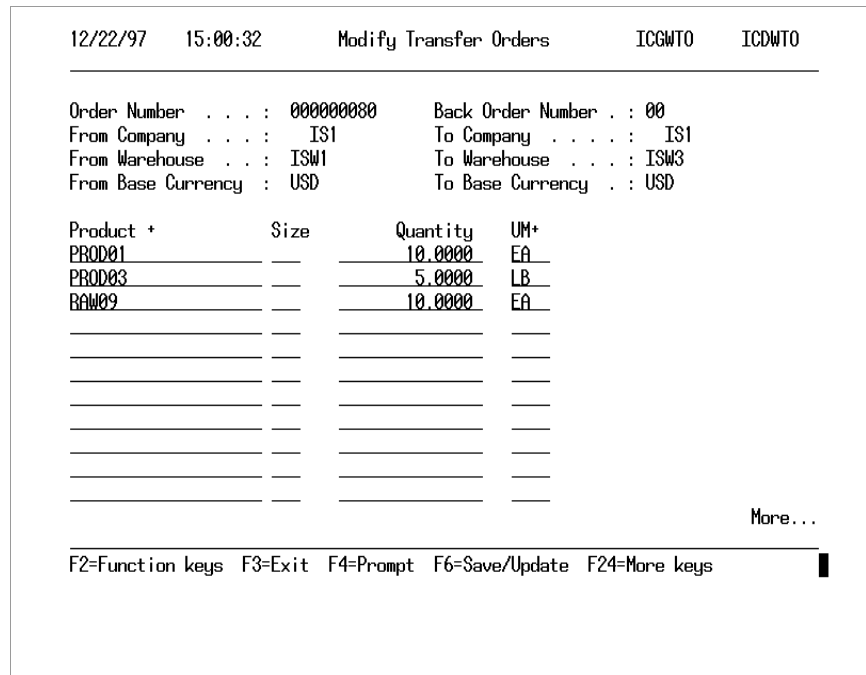 12/22/97 15:00:32 Modify Transfer Orders ICGWTO ICDWTO
Order Number . . . : 000000080 Back Order Number . : 00
From Company . . . : IS1 To Company . . . . : IS1
From Warehouse . . : ISW1 To Warehouse . . . : ISW3
From Base Currency : USD To Base Currency . : USD
Product + Size Quantity UM+
PROD01 10.0000 EA
PROD03 5.0000 LB
RAW09 10.0000 EA
More...
F2=Function keys F3=Exit F4=Prompt F6=Save/Update F24=More keys